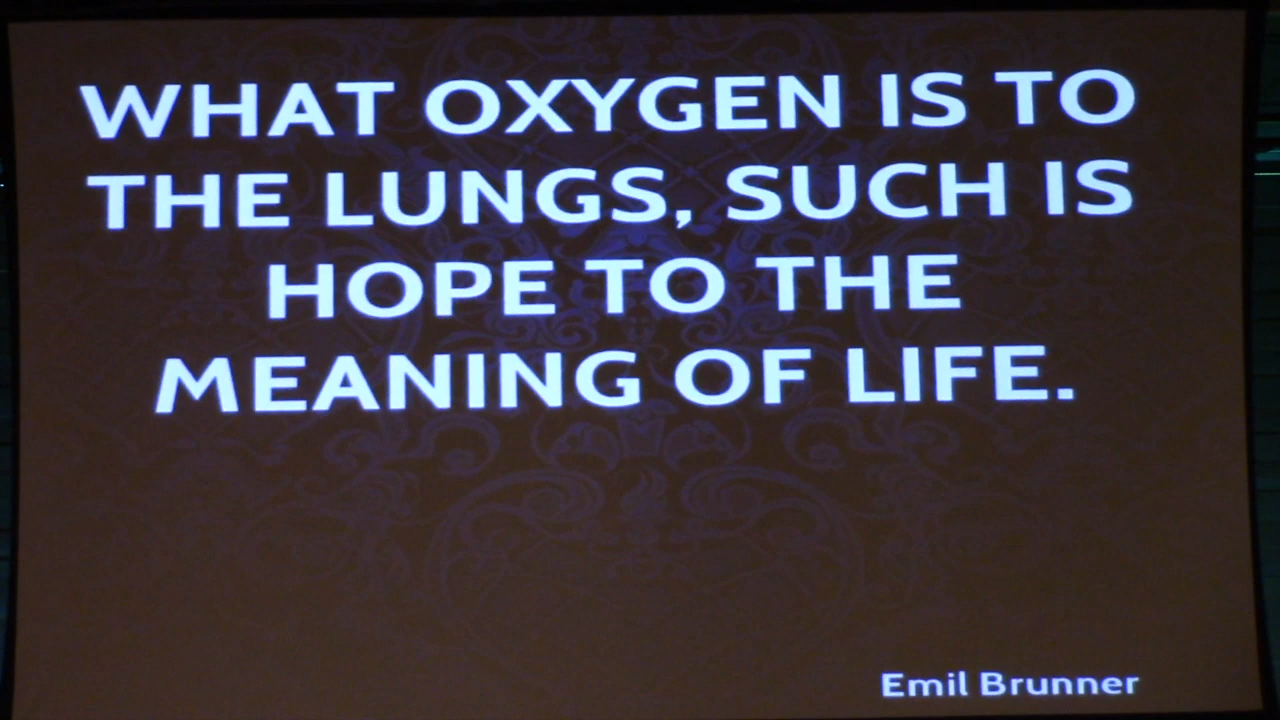 WHAT OXYGEN IS TO
THE LUNGS, SUCH IS
HOPE TO THE
MEANING OF LIFE.
Emil Brunner